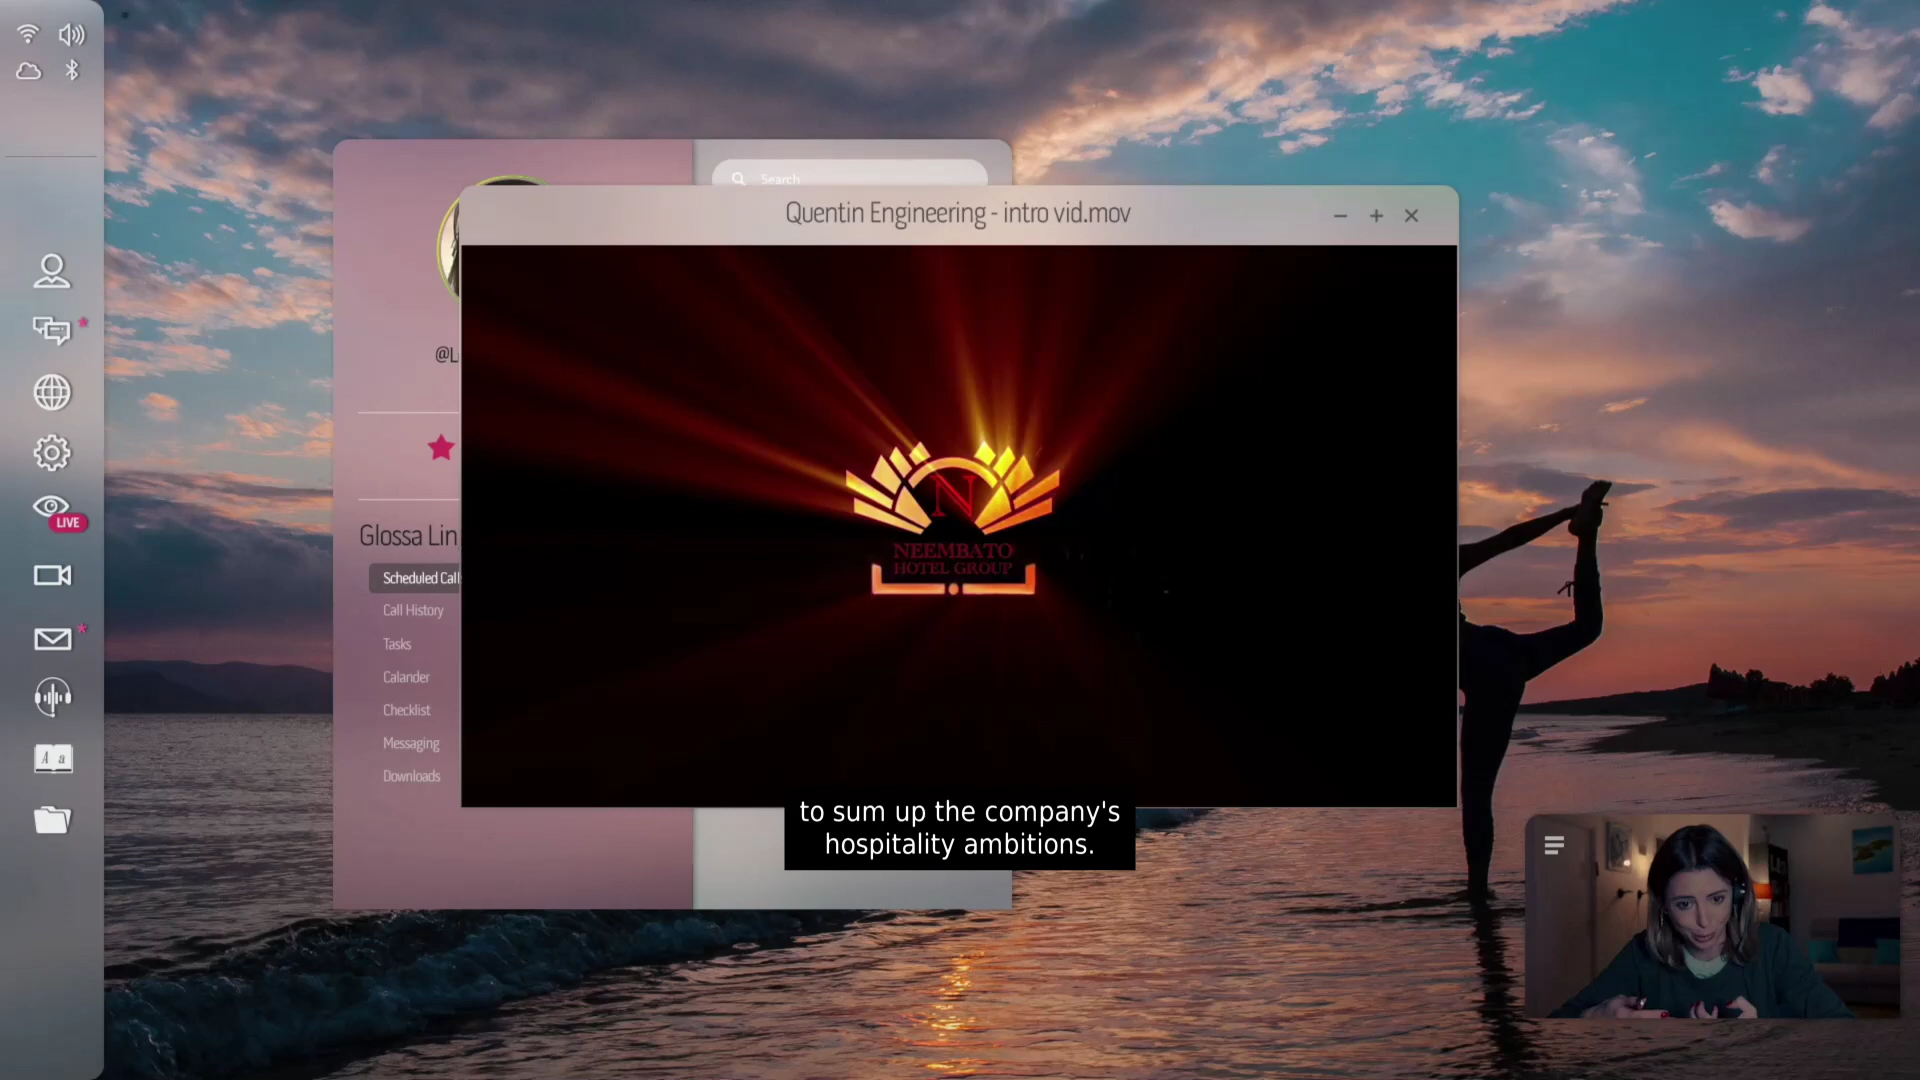 Search
Quentin Engineering - intro vid.mov
@L
LIVE
Glossa Lin
Scheduled Call
Call History
Tasks
Calander
Checklist
Messaging
Downloads
A a
N
NEEMBATO
HOTEL GROUP
to sum up the company's
hospitality ambitions.